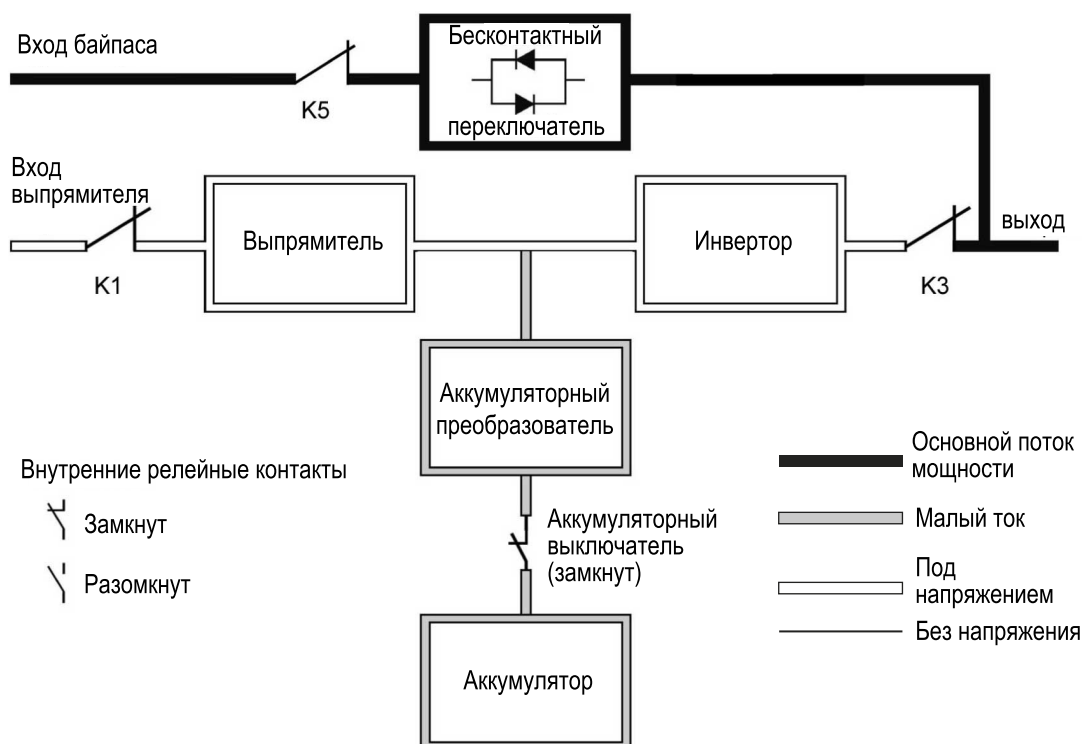 Вход байпаса
Бесконтактный
переключатель
K5
Вход
выпрямителя
Выпрямитель
Инвертор
выход
K1
K3
Аккумуляторный
преобразователь
Внутренние релейные контакты
Замкнут
Разомкнут
Аккумуляторный
выключатель
(замкнут)
Аккумулятор
Основной поток
мощности
Малый ток
Под
напряжением
Без напряжения